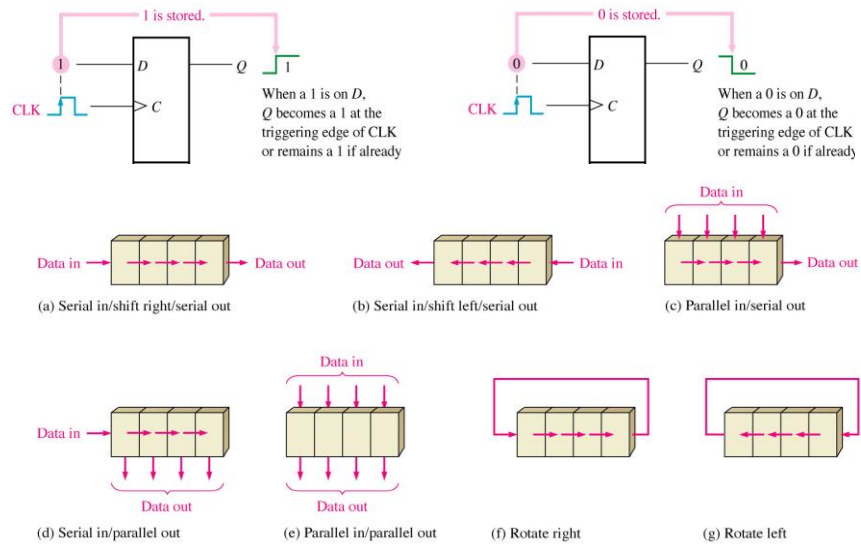 1 is stored.
1
D
Q
1
CLK
C
When a 1 is on D,
Q becomes a 1 at the
triggering edge of CLK
or remains a 1 if already
0 is stored.
0
D
Q
0
CLK
C
When a 0 is on D,
Q becomes a 0 at the
triggering edge of CLK
or remains a 0 if already
Data in
Data out
(a) Serial in/shift right/serial out
Data out
Data in
(b) Serial in/shift left/serial out
Data in
Data out
(c) Parallel in/serial out
Data in
Data out
(d) Serial in/parallel out
Data in
Data out
(e) Parallel in/parallel out
(f) Rotate right
(g) Rotate left